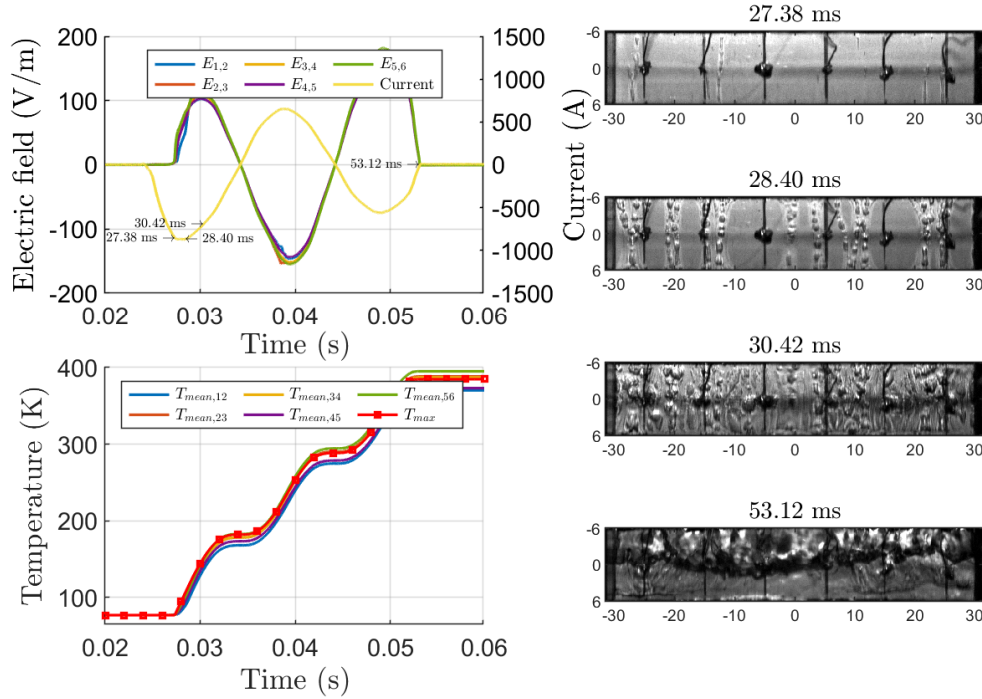 Electric field (V/m)
200
100
0
-100
-200
1500
1000
500
0
-500
-1000
-1500
Current (A)
E1,2
E3,4
E5,6
E2,3
E4,5
Current
53.12 ms →
30.42 ms →
27.38 ms →
← 28.40 ms
0.02 0.03 0.04 0.05 0.06
Time (s)
Temperature (K)
400
300
200
100
Tmean,12
Tmean,34
Tmean,56
Tmean,23
Tmean,45
Tmax
0.02 0.03 0.04 0.05 0.06
Time (s)
27.38 ms
-6
0
6
-30 -20 -10 0 10 20 30
28.40 ms
-6
0
6
-30 -20 -10 0 10 20 30
30.42 ms
-6
0
6
-30 -20 -10 0 10 20 30
53.12 ms
-6
0
6
-30 -20 -10 0 10 20 30